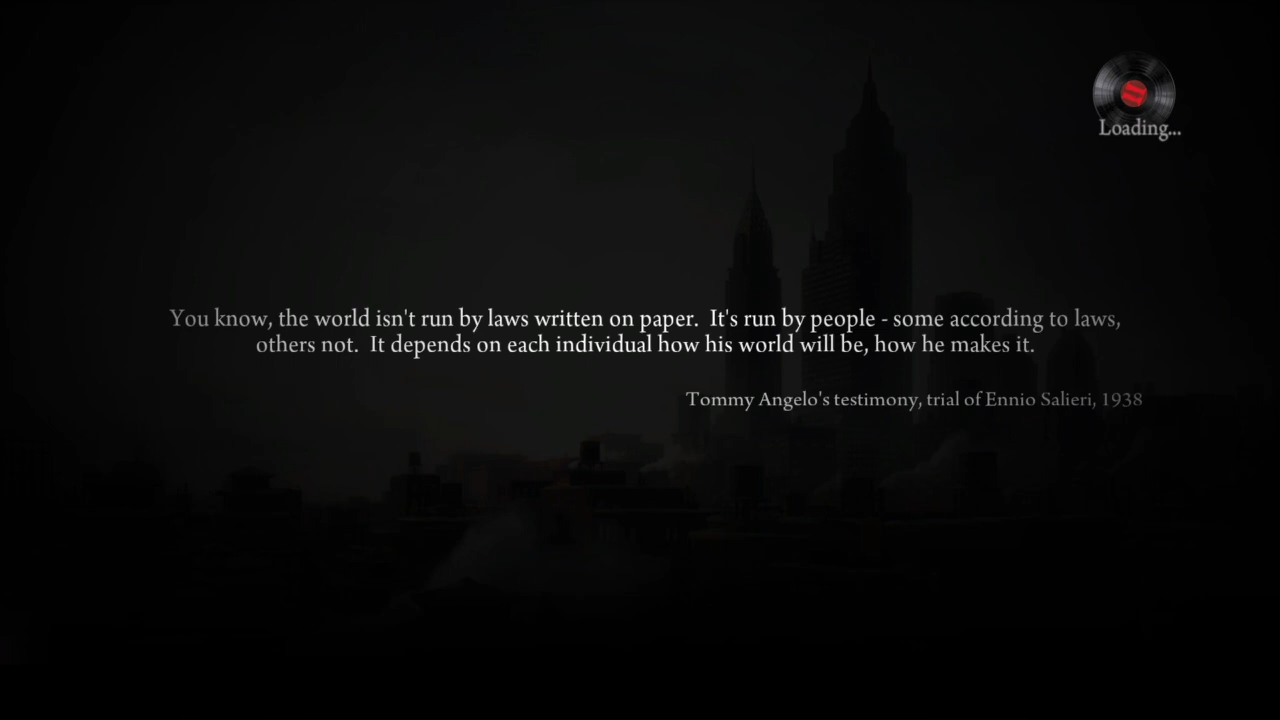 Loading...
You know, the world isn't run by laws written on paper.  It's run by people - some according to laws,
others not.  It depends on each individual how his world will be, how he makes it.
Tommy Angelo's testimony, trial of Ennio Salieri, 1938